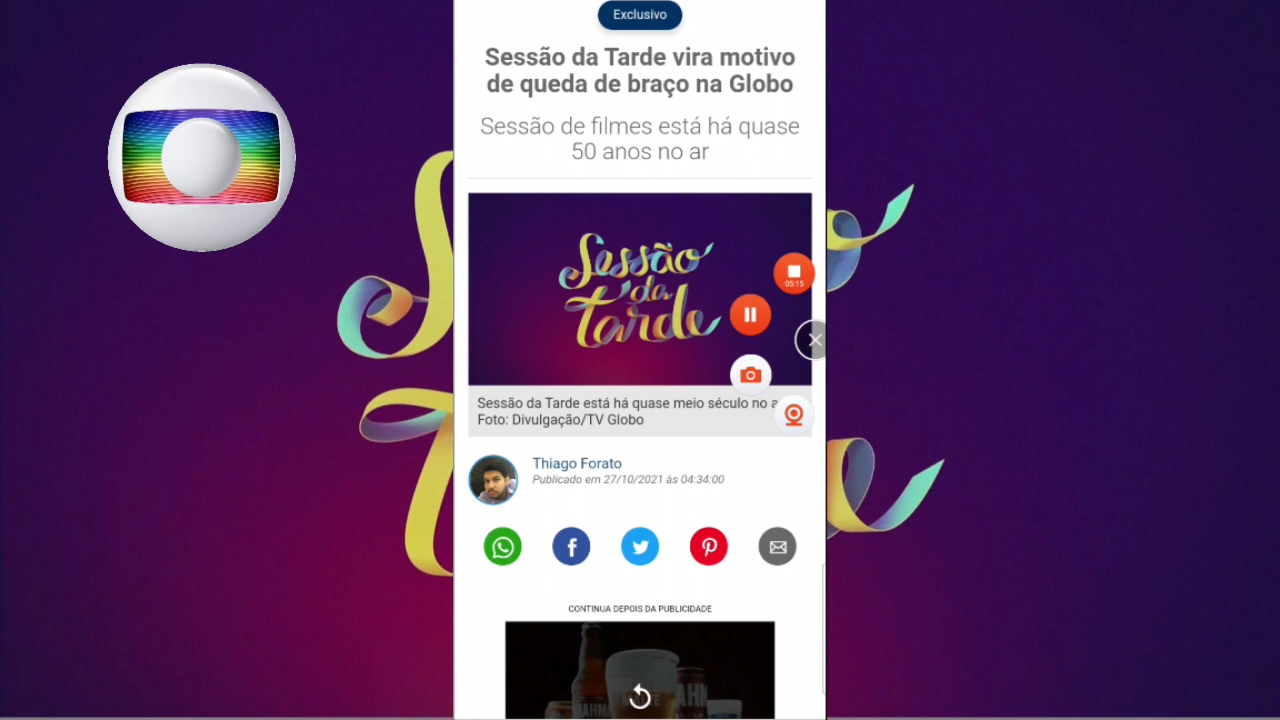 Exclusivo
Sessão da Tarde vira motivo
de queda de braço na Globo
Sessão de filmes está há quase
50 anos no ar
Sessão
da
Tarde
05:15
Sessão da Tarde está há quase meio século no a
Foto: Divulgação/TV Globo
Thiago Forato
Publicado em 27/10/2021 às 04:34:00
CONTINUA DEPOIS DA PUBLICIDADE